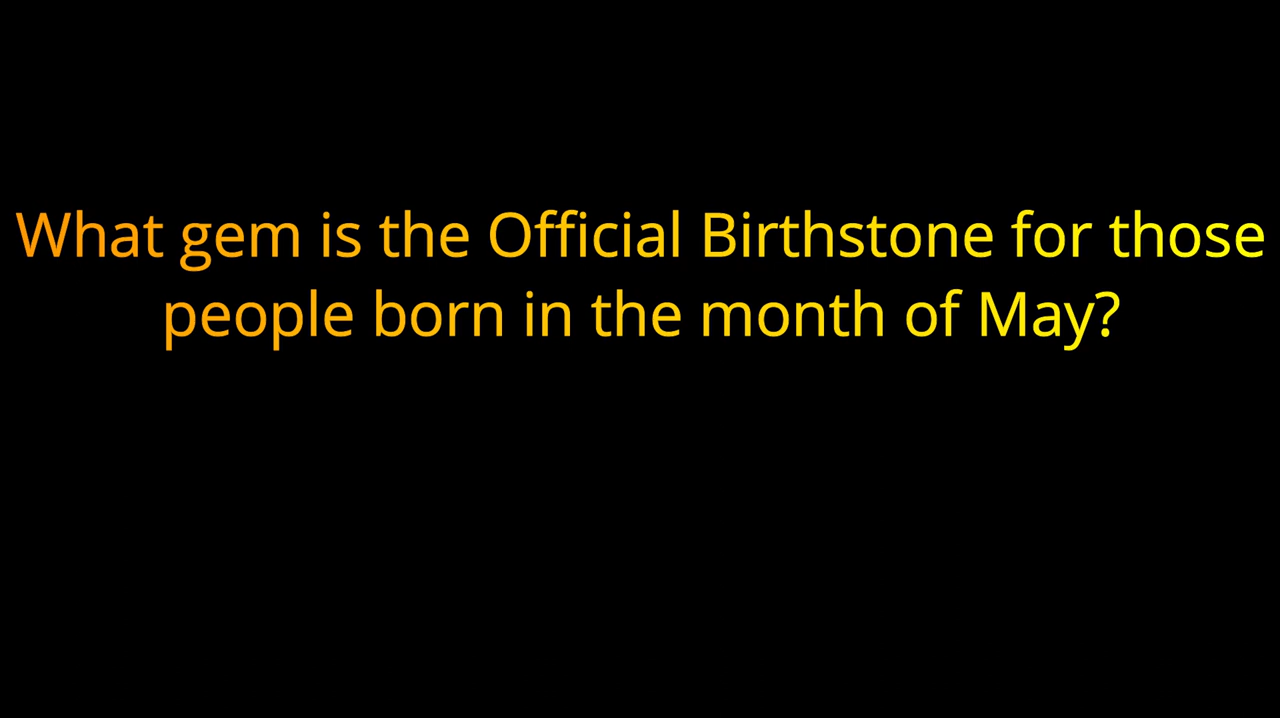 What gem is the Official Birthstone for those
people born in the month of May?